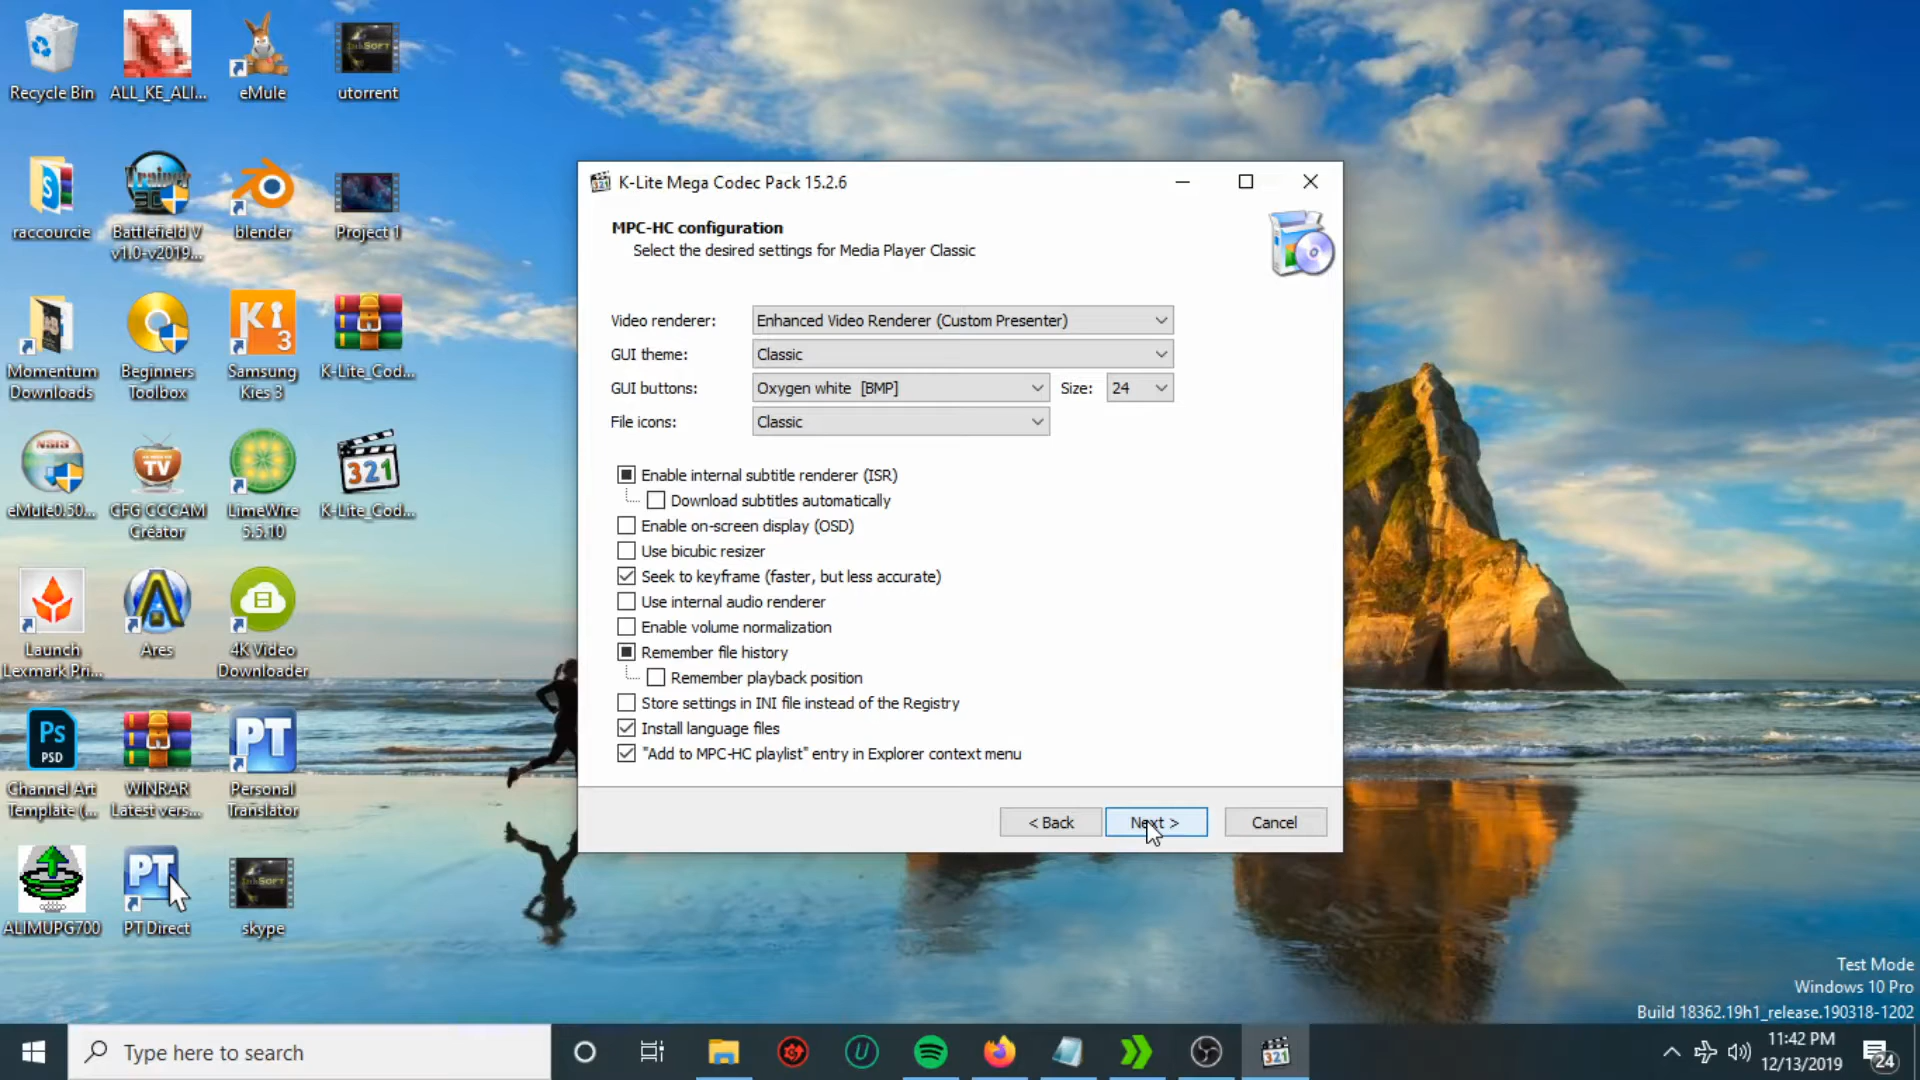 Recycle Bin
ALL_KE_ALI...
eMule
utorrent
raccourcie
Battlefield V
v1.0-v2019...
blender
Project 1
Momentum
Downloads
Beginners
Toolbox
Samsung
Kies 3
K-Lite_Cod...
eMule0.50...
CFG CCCAM
Créator
LimeWire
5.5.10
K-Lite_Cod...
Launch
Lexmark Pri...
Ares
4K Video
Downloader
Channel Art
Template (...
WINRAR
Latest vers...
Personal
Translator
ALIMUPG700
PT Direct
skype
K-Lite Mega Codec Pack 15.2.6
MPC-HC configuration
Select the desired settings for Media Player Classic
Video renderer: Enhanced Video Renderer (Custom Presenter)
GUI theme: Classic
GUI buttons: Oxygen white [BMP] Size: 24
File icons: Classic
Enable internal subtitle renderer (ISR)
Download subtitles automatically
Enable on-screen display (OSD)
Use bicubic resizer
Seek to keyframe (faster, but less accurate)
Use internal audio renderer
Enable volume normalization
Remember file history
Remember playback position
Store settings in INI file instead of the Registry
Install language files
"Add to MPC-HC playlist" entry in Explorer context menu
< Back
Next >
Cancel
Test Mode
Windows 10 Pro
Build 18362.19h1_release.190318-1202
Type here to search
11:42 PM
12/13/2019
24